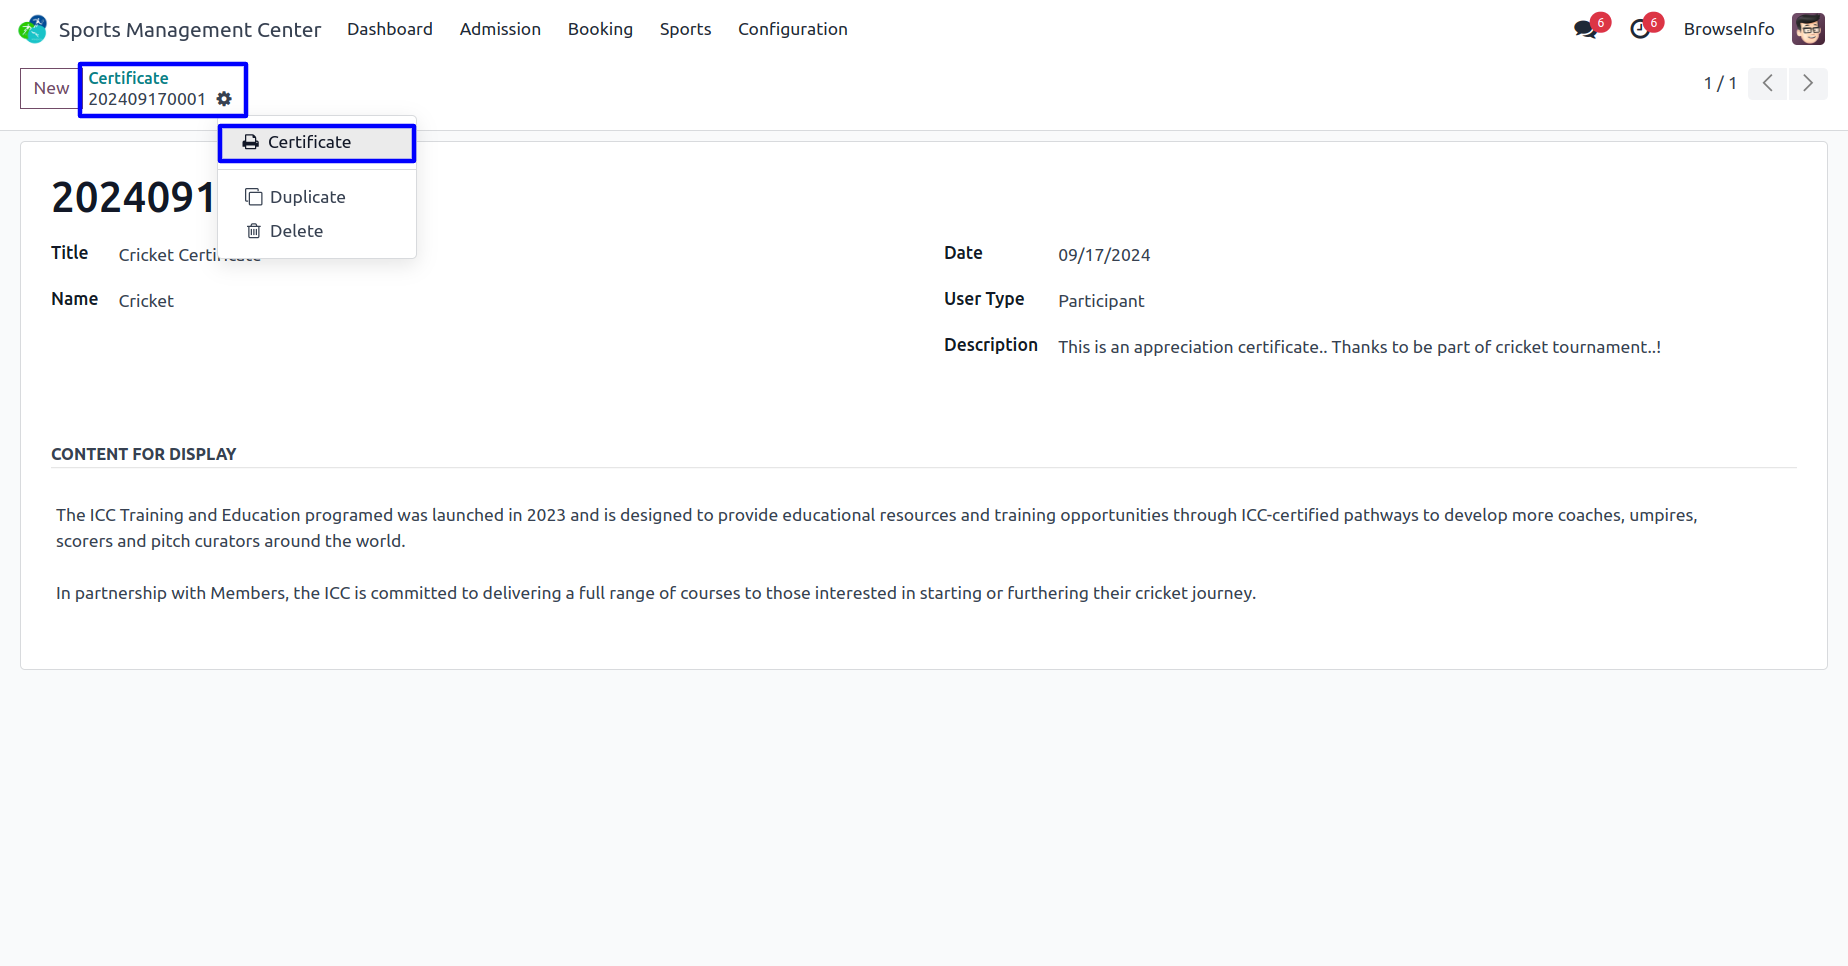 Sports Management Center Dashboard Admission Booking Sports Configuration 6 6 BrowseInfo
New Certificate 1 / 1
202409170001
Certificate
Duplicate
Delete
2024091
Title Cricket Certificate Date 09/17/2024
Name Cricket User Type Participant
Description This is an appreciation certificate.. Thanks to be part of cricket tournament..!
CONTENT FOR DISPLAY
The ICC Training and Education programed was launched in 2023 and is designed to provide educational resources and training opportunities through ICC-certified pathways to develop more coaches, umpires,
scorers and pitch curators around the world.
In partnership with Members, the ICC is committed to delivering a full range of courses to those interested in starting or furthering their cricket journey.